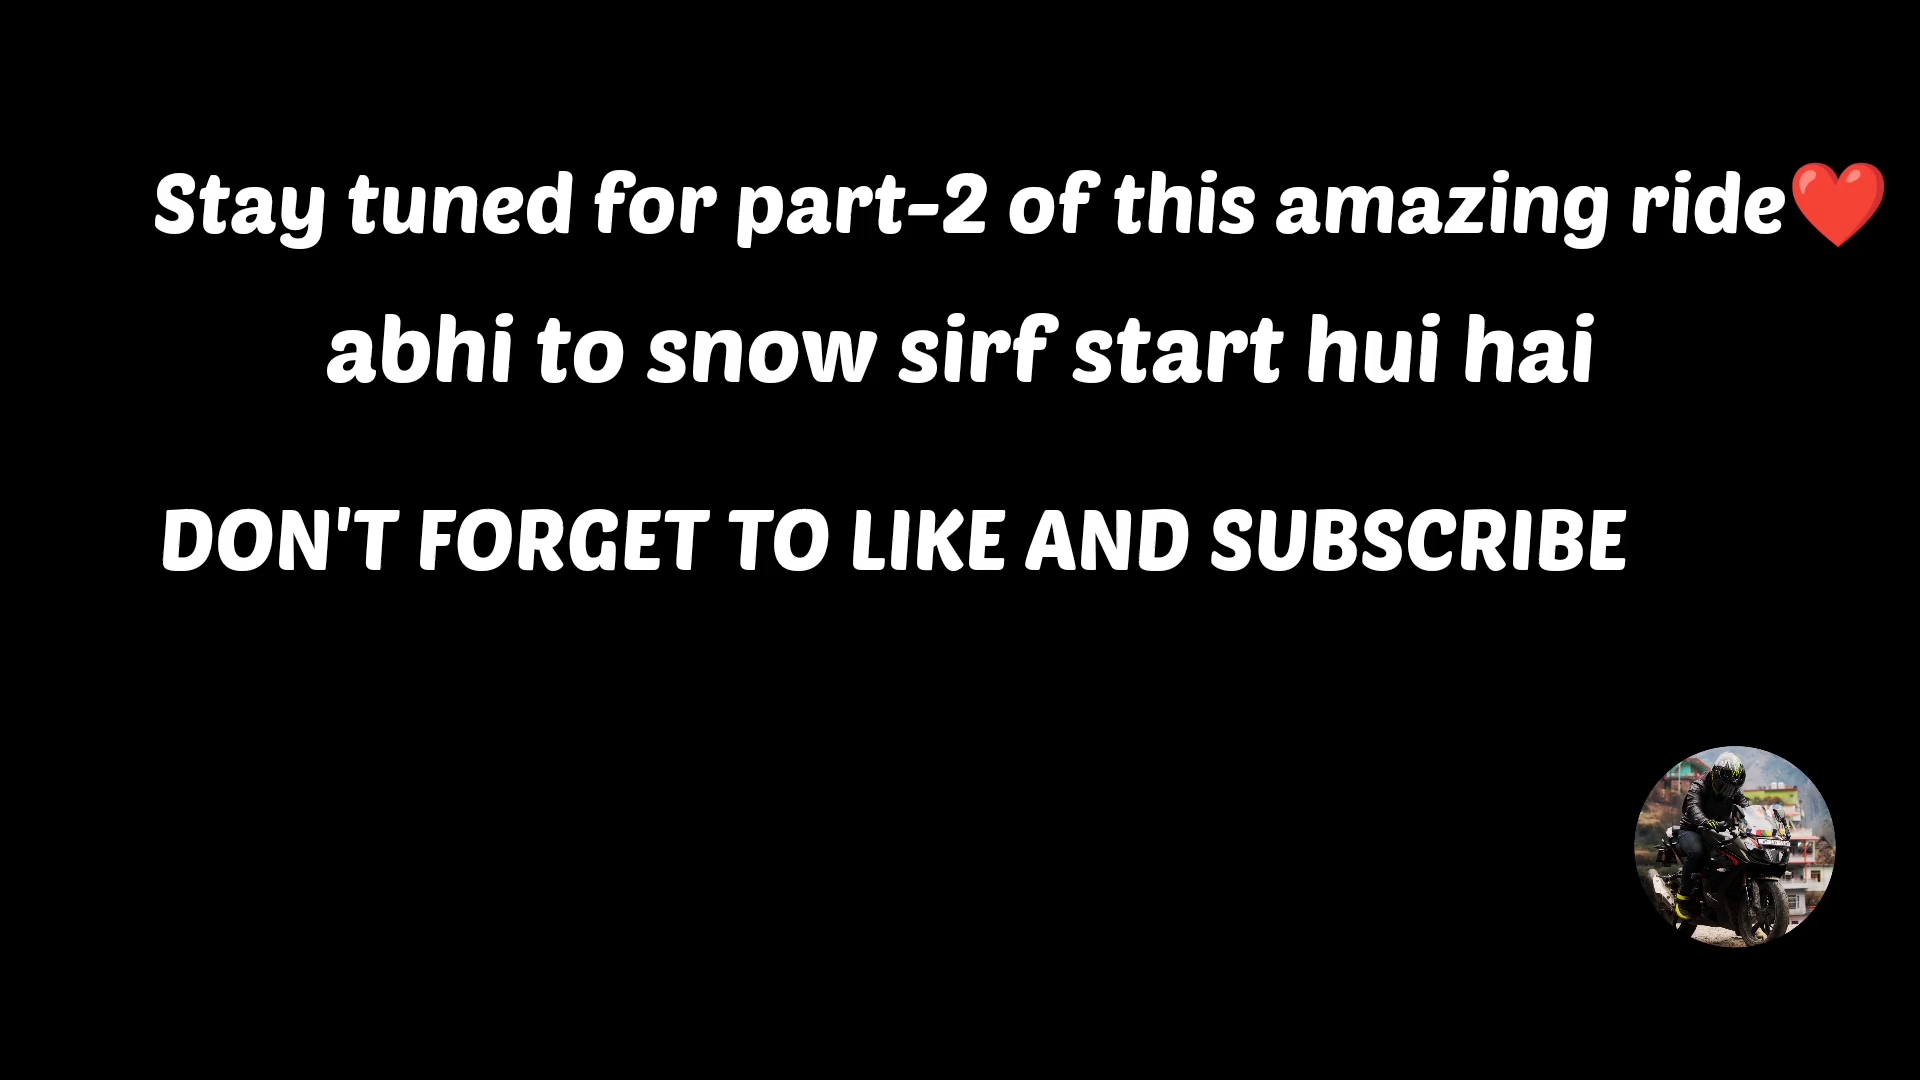 Stay tuned for part-2 of this amazing ride❤️
abhi to snow sirf start hui hai
DON'T FORGET TO LIKE AND SUBSCRIBE